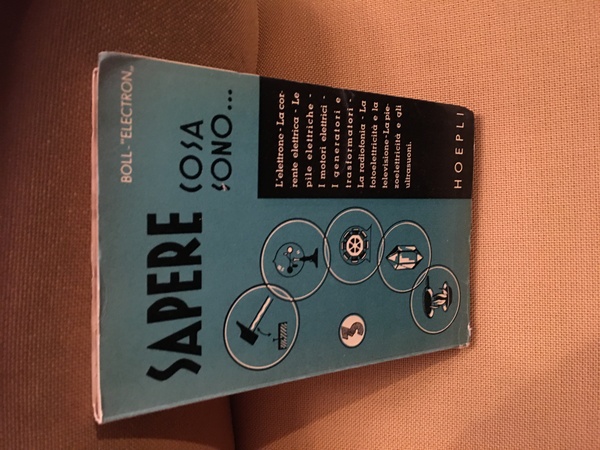 BOLL - "ELECTRON„
SAPERE
COSA
SONO...
L'elettrone - La cor-
rente elettrica - Le
pile elettriche -
I motori elettrici -
I generatori e
trasformatori -
La radiofonia - La
fotoelettricità e la
televisione - La pie-
zoelettricità e gli
ultrasuoni.
3
HOEPLI